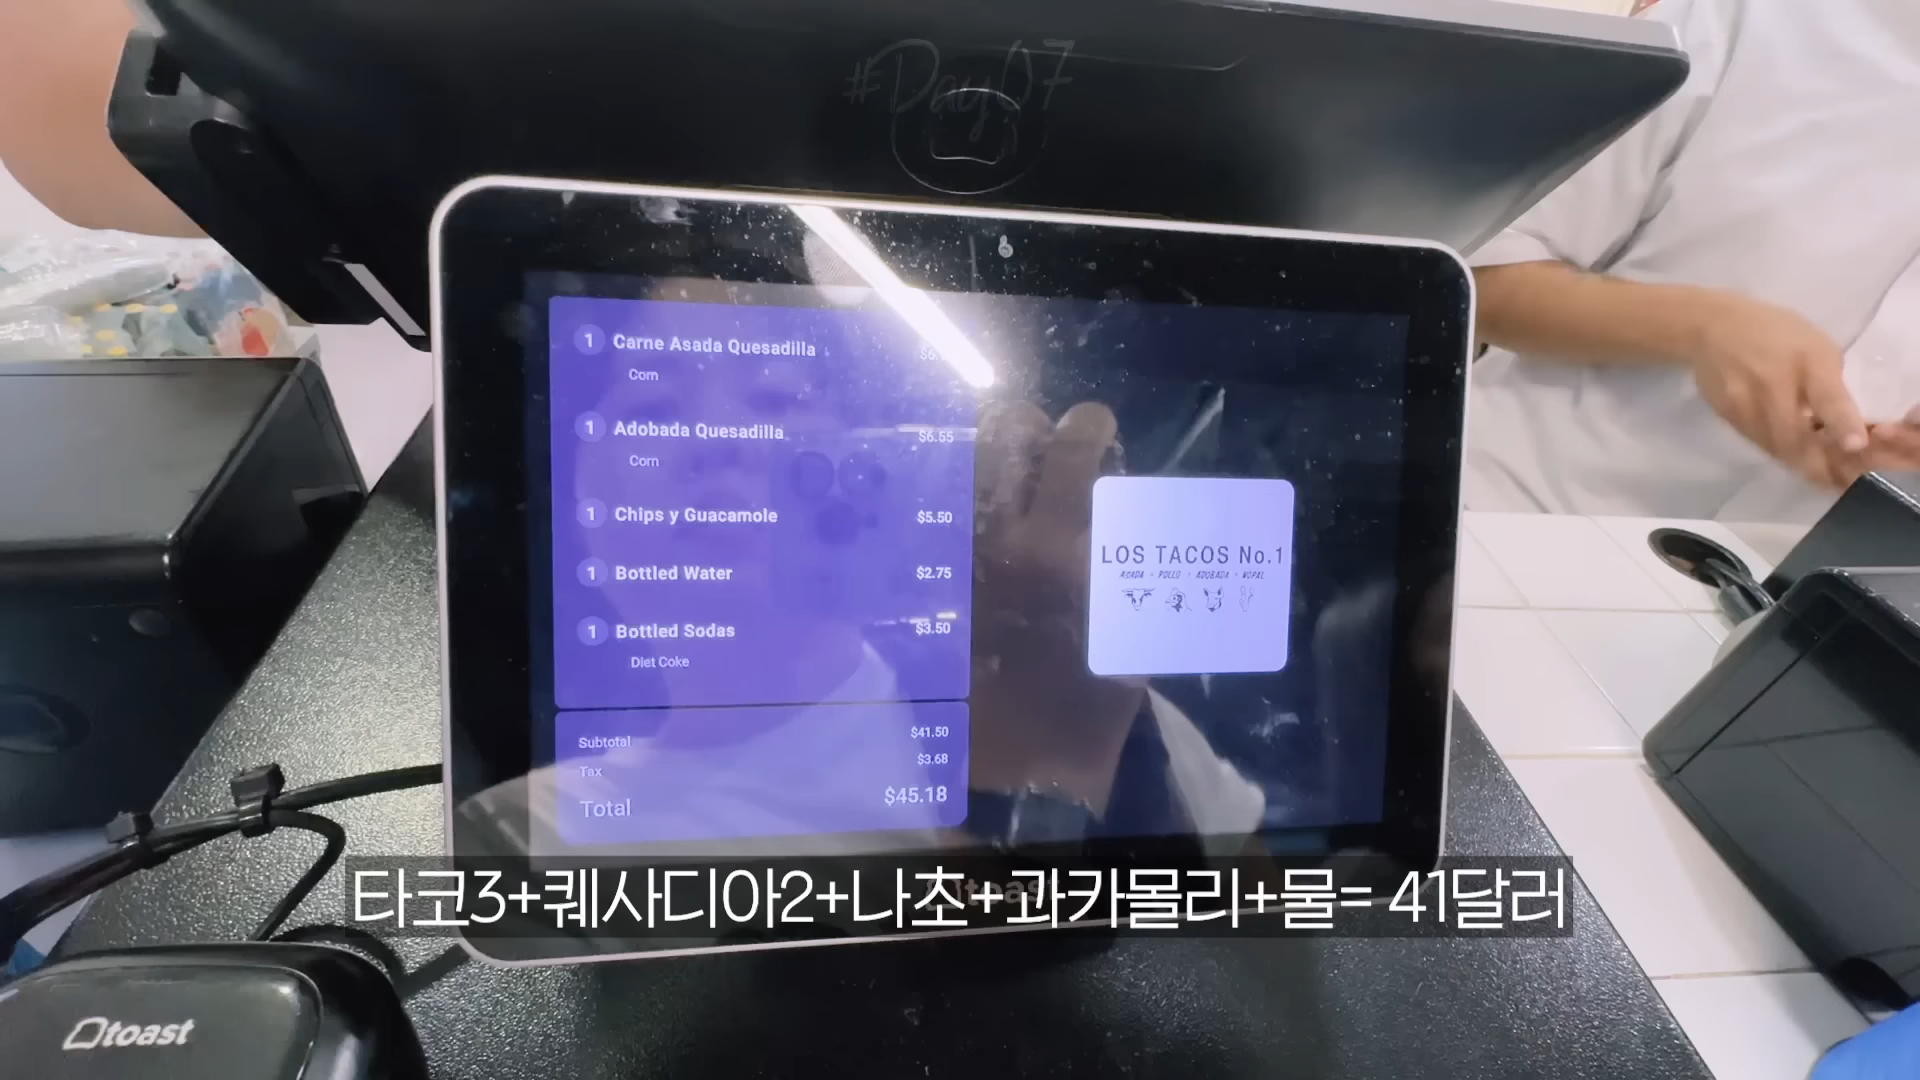 #Day07
1 Carne Asada Quesadilla
Corn
1 Adobada Quesadilla $6.55
Corn
1 Chips y Guacamole $5.50
1 Bottled Water $2.75
1 Bottled Sodas $3.50
Diet Coke
Subtotal $41.50
Tax $3.68
Total $45.18
LOS TACOS No.1
ASADA - POLLO - ADOBADA - NOPAL
toast
타코3+퀘사디아2+나초+과카몰리+물= 41달러
toast